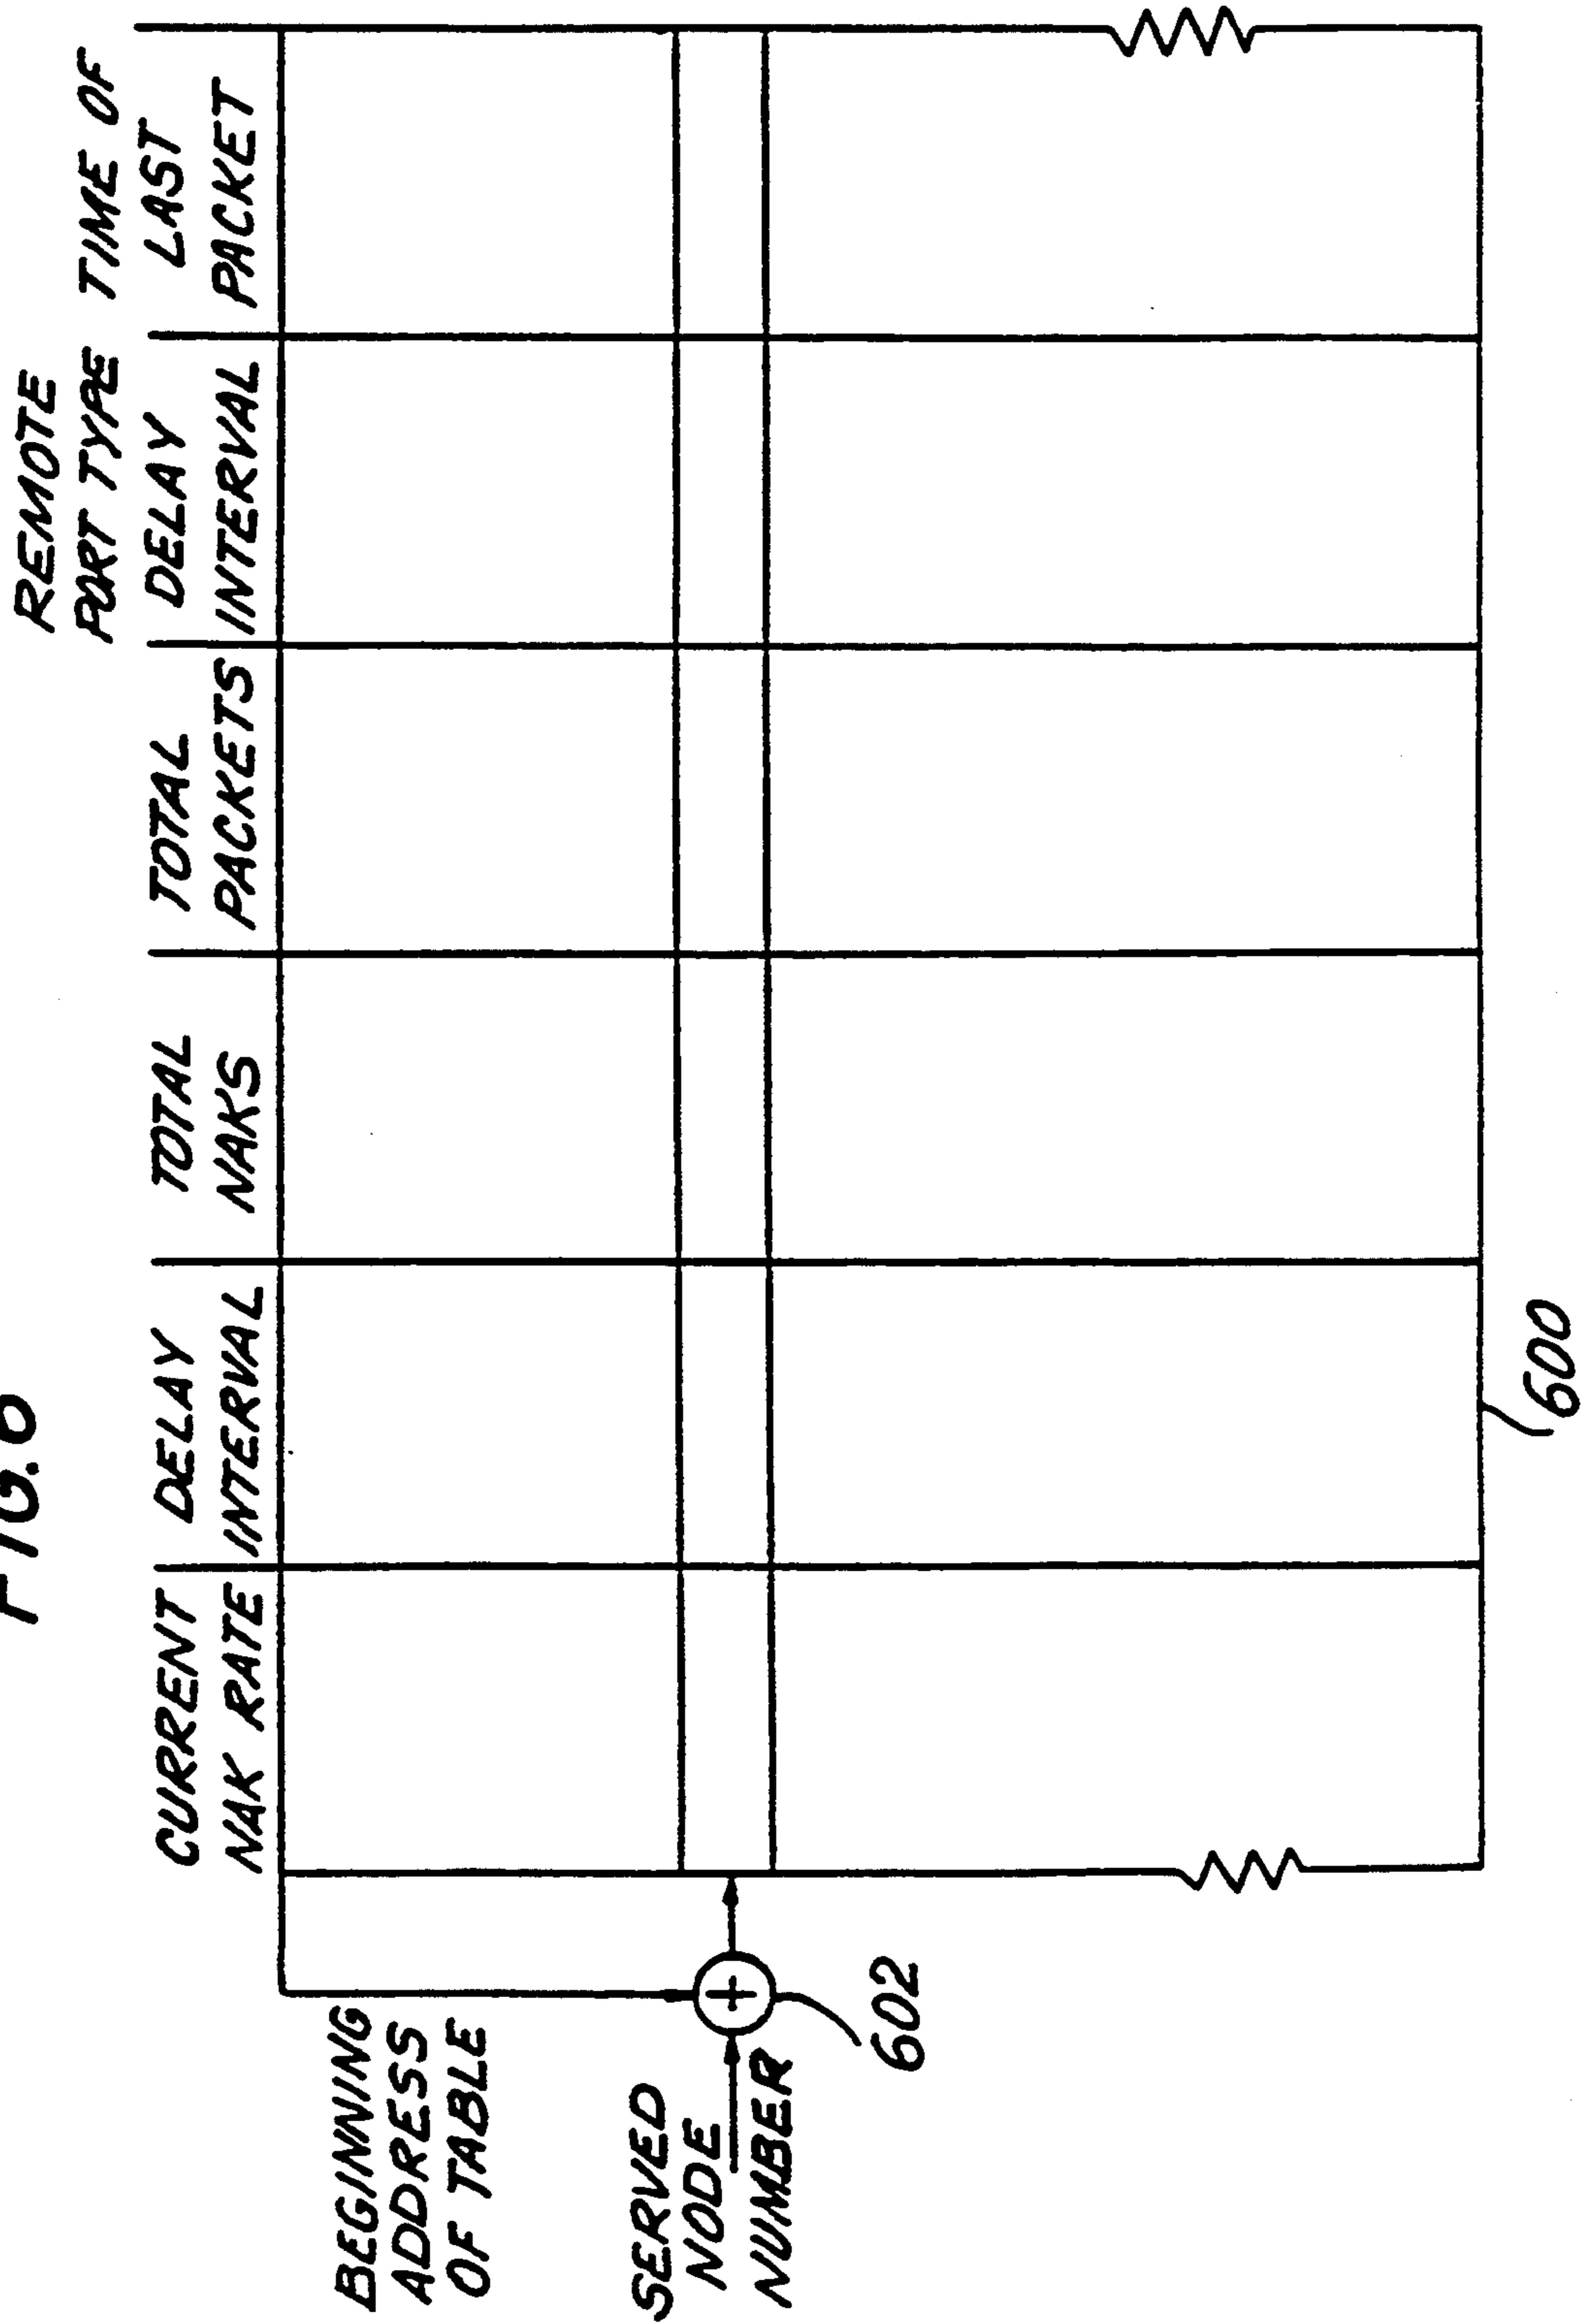 FIG. 6
CURRENT
NAK RATE
DELAY
INTERVAL
TOTAL
NAKS
TOTAL
PACKETS
REMOTE
PORT TYPE
DELAY
INTERVAL
TIME OF
LAST
PACKET
BEGINNING
ADDRESS
OF TABLE
SERVED
NODE
NUMBER
602
600